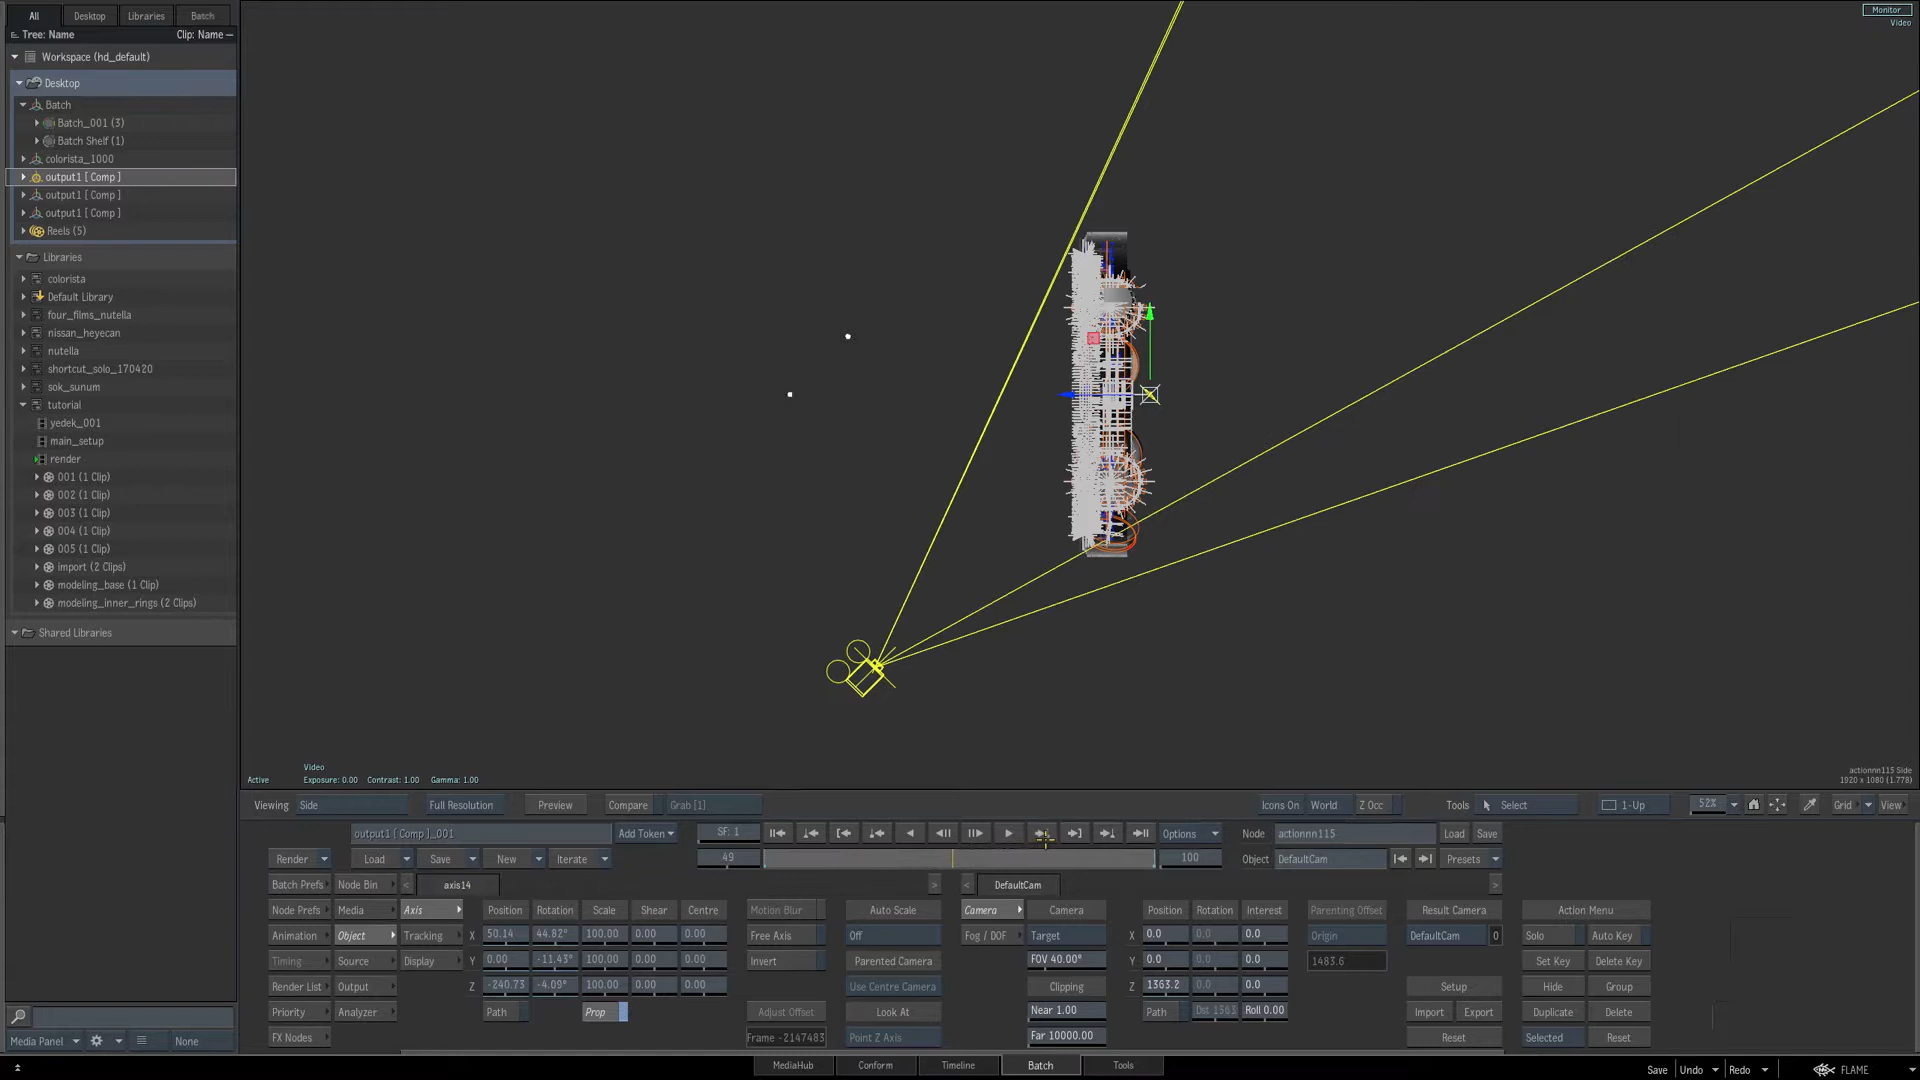 All Desktop Libraries Batch
Tree: Name Clip: Name
Workspace (hd_default)
Desktop
Batch
Batch_001 (3)
Batch Shelf (1)
colorista_1000
output1 [ Comp ]
output1 [ Comp ]
output1 [ Comp ]
Reels (5)
Libraries
colorista
Default Library
four_films_nutella
nissan_heyecan
nutella
shortcut_solo_170420
sok_sunum
tutorial
yedek_001
main_setup
render
001 (1 Clip)
002 (1 Clip)
003 (1 Clip)
004 (1 Clip)
005 (1 Clip)
import (2 Clips)
modeling_base (1 Clip)
modeling_inner_rings (2 Clips)
Shared Libraries
Media Panel None
Monitor
Video
Video
Active Exposure: 0.00 Contrast: 1.00 Gamma: 1.00
actionnn115 Side
1920 x 1080 (1.778)
Viewing Side Full Resolution Preview Compare Grab [1] Icons On World Z Occ Tools Select 1-Up 52% Grid View
output1 [ Comp ]_001 Add Token SF: 1 Options Node actionnn115 Load Save
Render Load Save New Iterate 49 100 Object DefaultCam Presets
Batch Prefs Node Bin < axis14 > < DefaultCam >
Node Prefs Media Axis Position Rotation Scale Shear Centre Motion Blur Auto Scale Camera Camera Position Rotation Interest Parenting Offset Result Camera Action Menu
Animation Object Tracking X 50.14 44.82° 100.00 0.00 0.00 Free Axis Off Fog / DOF Target X 0.0 0.0 0.0 Origin DefaultCam 0 Solo Auto Key
Timing Source Display Y 0.00 -11.43° 100.00 0.00 0.00 Invert Parented Camera FOV 40.00° Y 0.0 0.0 0.0 1483.6 Set Key Delete Key
Render List Output Z -240.73 -4.09° 100.00 0.00 0.00 Use Centre Camera Clipping Z 1363.2 0.0 0.0 Setup Hide Group
Priority Analyzer Path Prop Adjust Offset Look At Near 1.00 Path Dst 1363 Roll 0.00 Import Export Duplicate Delete
FX Nodes Frame -2147483 Point Z Axis Far 10000.00 Reset Selected Reset
MediaHub Conform Timeline Batch Tools Save Undo Redo FLAME